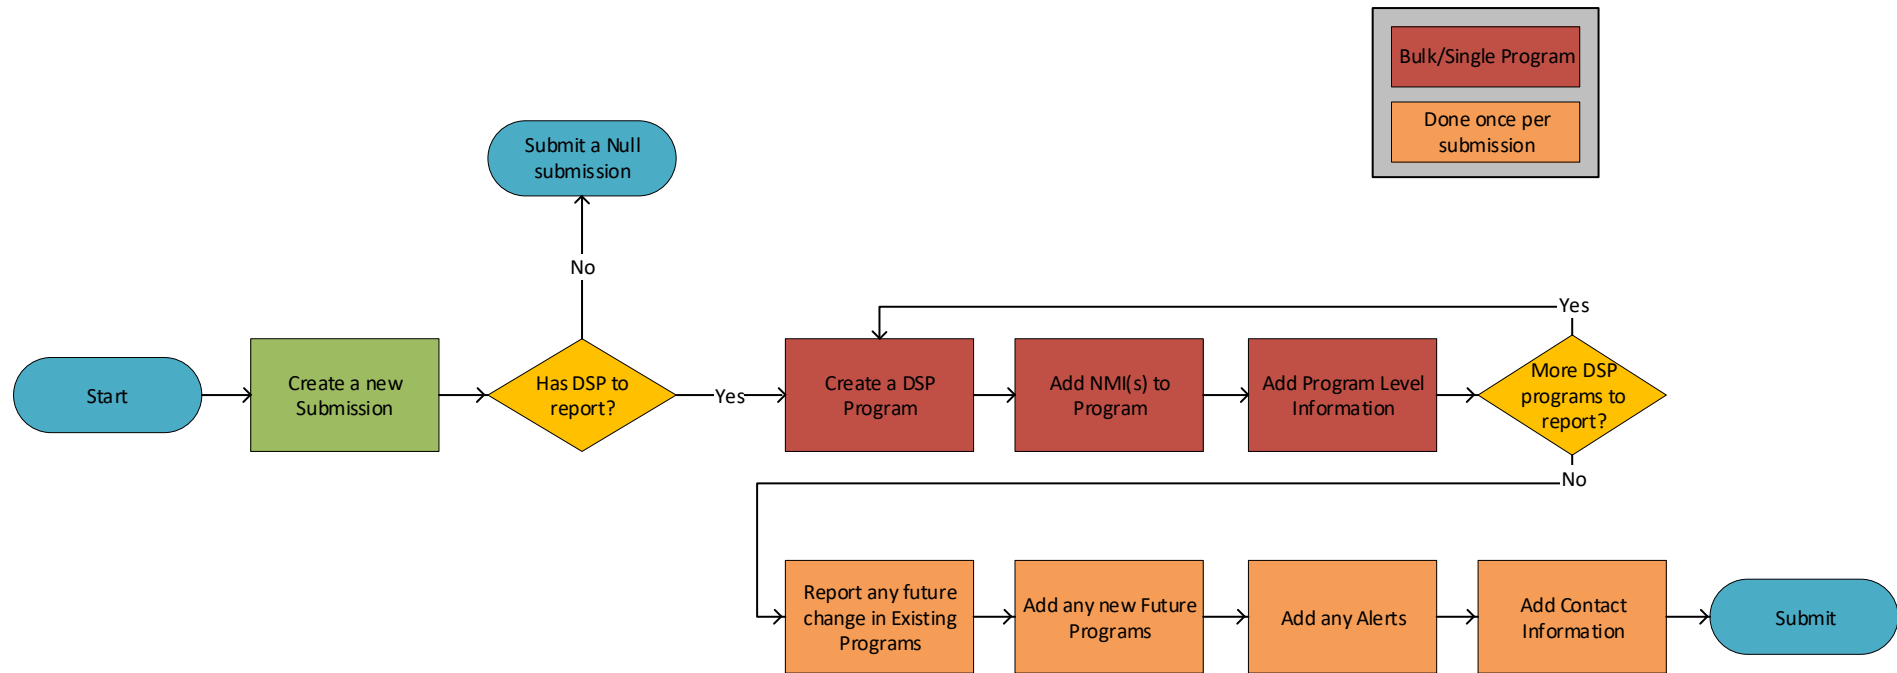 Bulk/Single Program
Done once per
submission
Submit a Null
submission
No
Yes
Start
Create a new
Submission
Has DSP to
report?
Yes
Create a DSP
Program
Add NMI(s) to
Program
Add Program Level
Information
More DSP
programs to
report?
No
Report any future
change in Existing
Programs
Add any new Future
Programs
Add any Alerts
Add Contact
Information
Submit